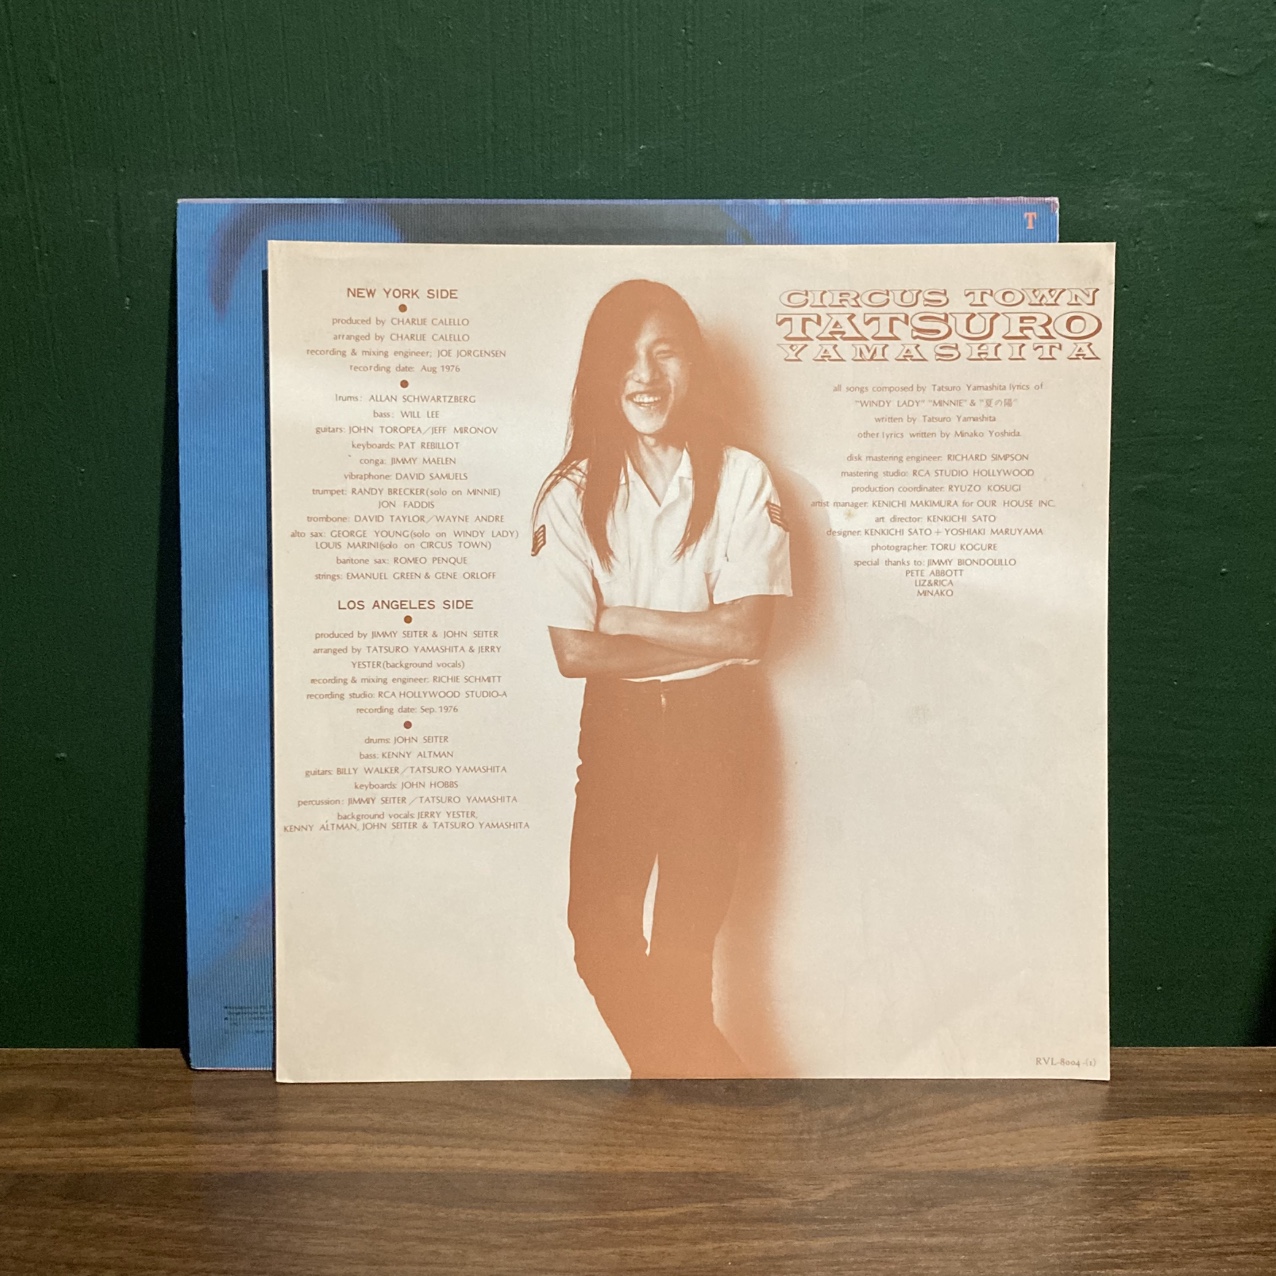 T
NEW YORK SIDE
produced by CHARLIE CALELLO
arranged by CHARLIE CALELLO
recording & mixing engineer; JOE JORGENSEN
recording date: Aug 1976
drums: ALLAN SCHWARTZBERG
bass: WILL LEE
guitars: JOHN TOROPEA/JEFF MIRONOV
keyboards: PAT REBILLOT
conga: JIMMY MAELEN
vibraphone: DAVID SAMUELS
trumpet: RANDY BRECKER(solo on MINNIE)
JON FADDIS
trombone: DAVID TAYLOR/WAYNE ANDRE
alto sax: GEORGE YOUNG(solo on WINDY LADY)
LOUIS MARINI(solo on CIRCUS TOWN)
baritone sax: ROMEO PENQUE
strings: EMANUEL GREEN & GENE ORLOFF
LOS ANGELES SIDE
produced by JIMMY SEITER & JOHN SEITER
arranged by TATSURO YAMASHITA & JERRY
YESTER(background vocals)
recording & mixing engineer: RICHIE SCHMITT
recording studio: RCA HOLLYWOOD STUDIO-A
recording date: Sep. 1976
drums: JOHN SEITER
bass: KENNY ALTMAN
guitars: BILLY WALKER/TATSURO YAMASHITA
keyboards: JOHN HOBBS
percussion: JIMMIY SEITER/TATSURO YAMASHITA
background vocals: JERRY YESTER,
KENNY ALTMAN, JOHN SEITER & TATSURO YAMASHITA
CIRCUS TOWN
TATSURO
YAMASHITA
all songs composed by Tatsuro Yamashita lyrics of
"WINDY LADY" "MINNIE" & "夏の陽"
written by Tatsuro Yamashita
other lyrics written by Minako Yoshida.
disk mastering engineer: RICHARD SIMPSON
mastering studio: RCA STUDIO HOLLYWOOD
production coordinater: RYUZO KOSUGI
artist manager: KENICHI MAKIMURA for OUR HOUSE INC.
art director: KENKICHI SATO
designer: KENKICHI SATO + YOSHIAKI MARUYAMA
photographer: TORU KOGURE
special thanks to: JIMMY BIONDOLILLO
PETE ABBOTT
LIZ&RICA
MINAKO
RVL-8004-(1)